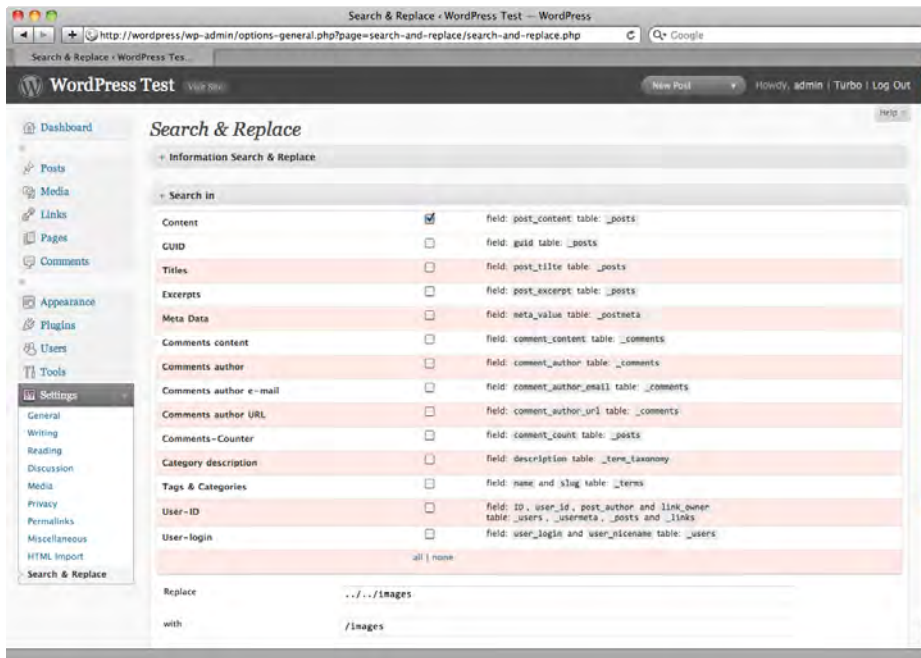 Search & Replace ‹ WordPress Test — WordPress
http://wordpress/wp-admin/options-general.php?page=search-and-replace/search-and-replace.php
Google
Search & Replace ‹ WordPress Tes...
WordPress Test Visit Site
New Post
Howdy, admin | Turbo | Log Out
Help
Dashboard
Posts
Media
Links
Pages
Comments
Appearance
Plugins
Users
Tools
Settings
General
Writing
Reading
Discussion
Media
Privacy
Permalinks
Miscellaneous
HTML Import
Search & Replace
Search & Replace
+ Information Search & Replace
+ Search in
Content field: post_content table: _posts
GUID field: guid table: _posts
Titles field: post_tilte table: _posts
Excerpts field: post_excerpt table: _posts
Meta Data field: meta_value table: _postmeta
Comments content field: comment_content table: _comments
Comments author field: comment_author table: _comments
Comments author e-mail field: comment_author_email table: _comments
Comments author URL field: comment_author_url table: _comments
Comments-Counter field: comment_count table: _posts
Category description field: description table: _term_taxonomy
Tags & Categories field: name and slug table: _terms
User-ID field: ID, user_id, post_author and link_owner
table: _users, _usermeta, _posts and _links
User-login field: user_login and user_nicename table: _users
all | none
Replace ../../images
with /images